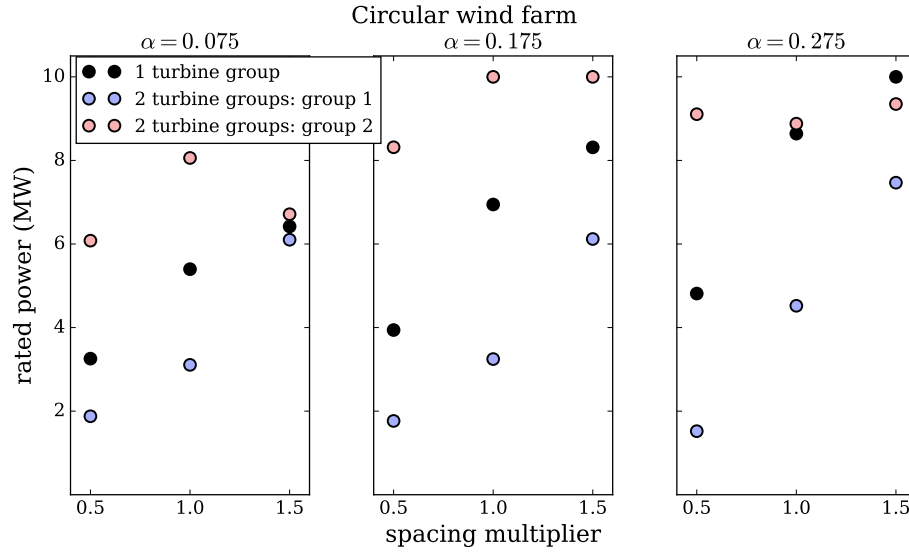 Circular wind farm
α = 0.075
α = 0.175
α = 0.275
1 turbine group
2 turbine groups: group 1
2 turbine groups: group 2
rated power (MW)
10
8
6
4
2
0.5 1.0 1.5
0.5 1.0 1.5
0.5 1.0 1.5
spacing multiplier